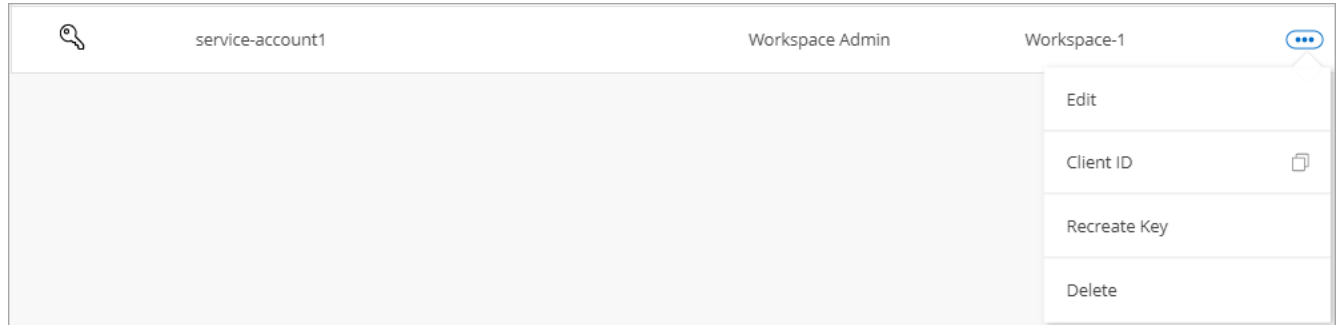 service-account1 Workspace Admin Workspace-1
Edit
Client ID
Recreate Key
Delete